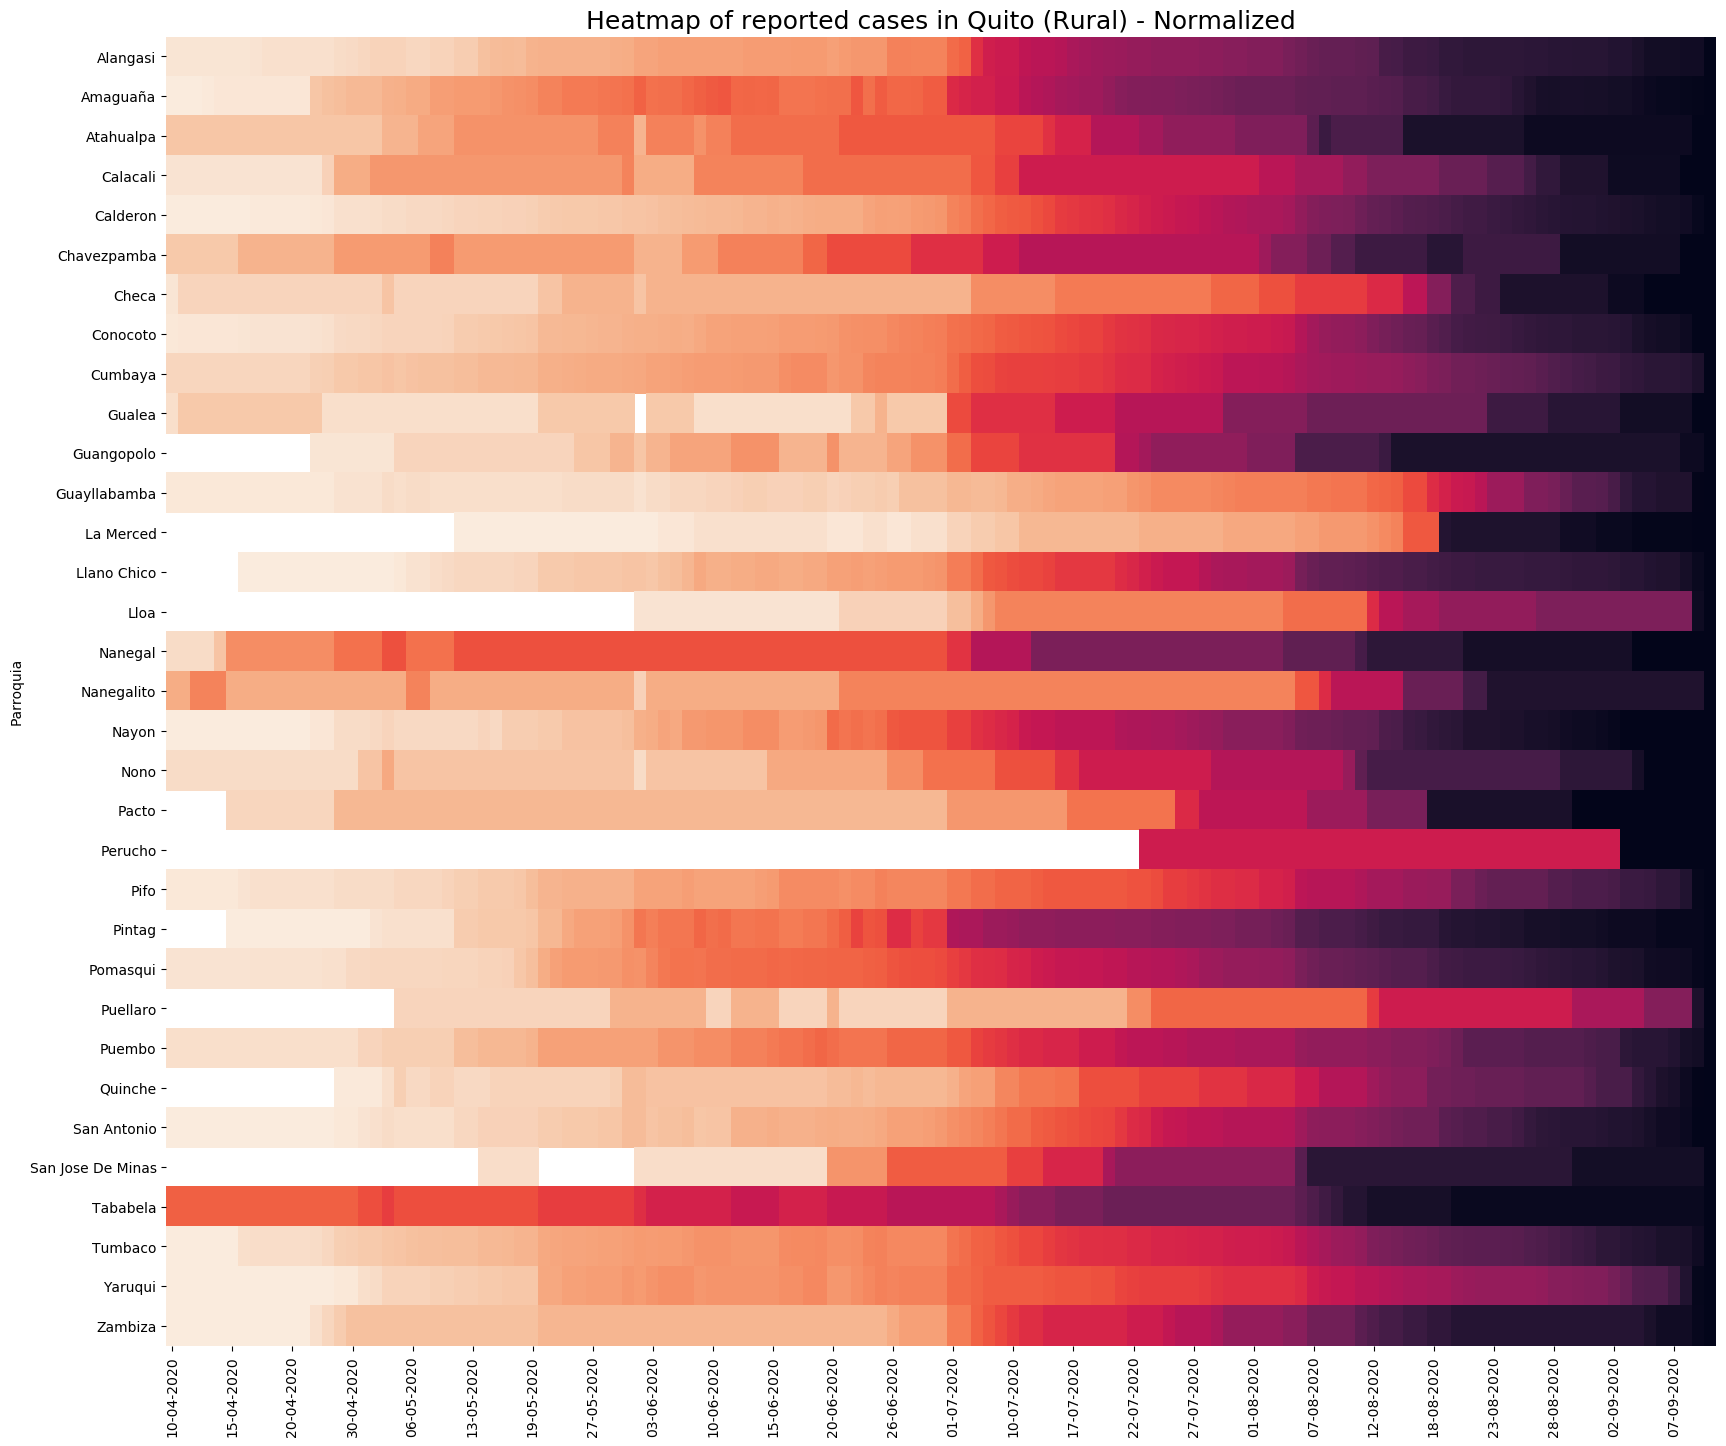 Heatmap of reported cases in Quito (Rural) - Normalized
Parroquia
Alangasi
Amaguaña
Atahualpa
Calacali
Calderon
Chavezpamba
Checa
Conocoto
Cumbaya
Gualea
Guangopolo
Guayllabamba
La Merced
Llano Chico
Lloa
Nanegal
Nanegalito
Nayon
Nono
Pacto
Perucho
Pifo
Pintag
Pomasqui
Puellaro
Puembo
Quinche
San Antonio
San Jose De Minas
Tababela
Tumbaco
Yaruqui
Zambiza
10-04-2020
15-04-2020
20-04-2020
30-04-2020
06-05-2020
13-05-2020
19-05-2020
27-05-2020
03-06-2020
10-06-2020
15-06-2020
20-06-2020
26-06-2020
01-07-2020
10-07-2020
17-07-2020
22-07-2020
27-07-2020
01-08-2020
07-08-2020
12-08-2020
18-08-2020
23-08-2020
28-08-2020
02-09-2020
07-09-2020